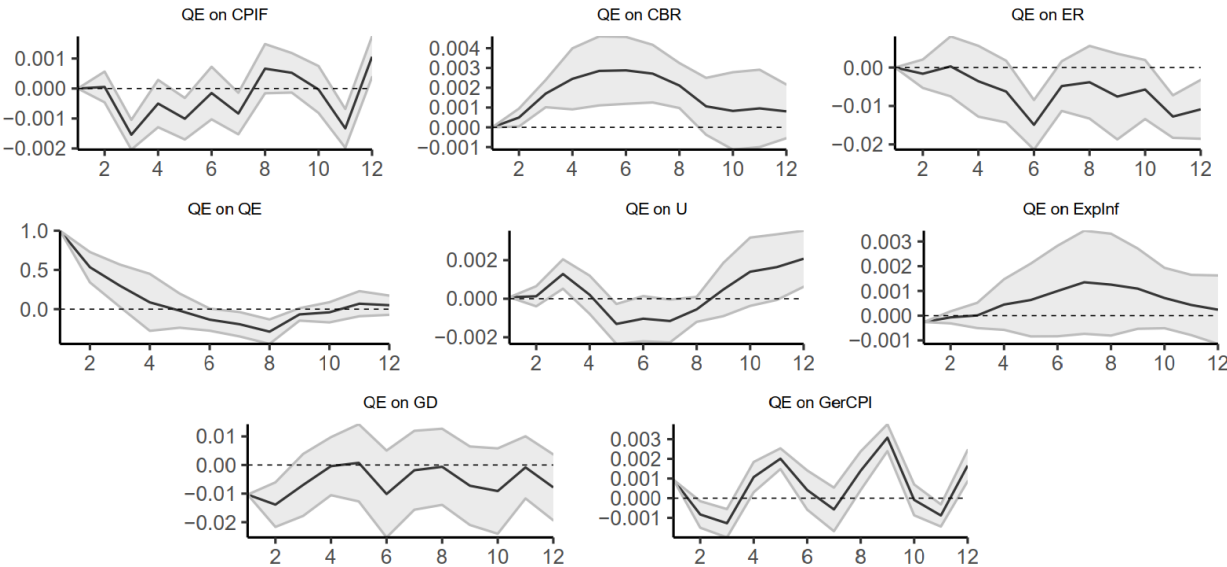 QE on CPIF
0.001
0.000
−0.001
−0.002
2 4 6 8 10 12
QE on CBR
0.004
0.003
0.002
0.001
0.000
−0.001
2 4 6 8 10 12
QE on ER
0.00
−0.01
−0.02
2 4 6 8 10 12
QE on QE
1.0
0.5
0.0
2 4 6 8 10 12
QE on U
0.002
0.000
−0.002
2 4 6 8 10 12
QE on ExpInf
0.003
0.002
0.001
0.000
−0.001
2 4 6 8 10 12
QE on GD
0.01
0.00
−0.01
−0.02
2 4 6 8 10 12
QE on GerCPI
0.003
0.002
0.001
0.000
−0.001
2 4 6 8 10 12